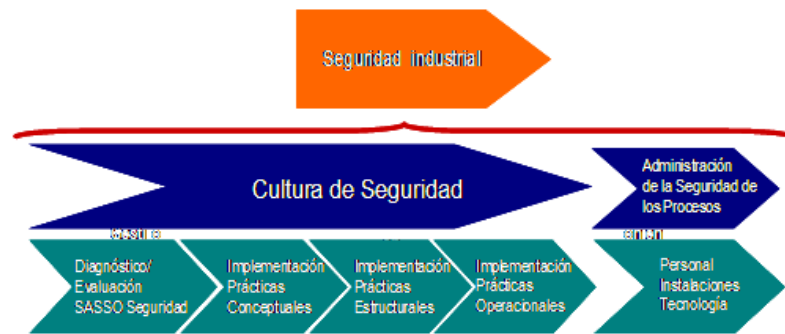 Seguridad industrial
Cultura de Seguridad
Administración
de la Seguridad de
los Procesos
Diagnóstico/
Evaluación
SASSO Seguridad
Implementación
Prácticas
Conceptuales
Implementación
Prácticas
Estructurales
Implementación
Prácticas
Operacionales
Personal
Instalaciones
Tecnología